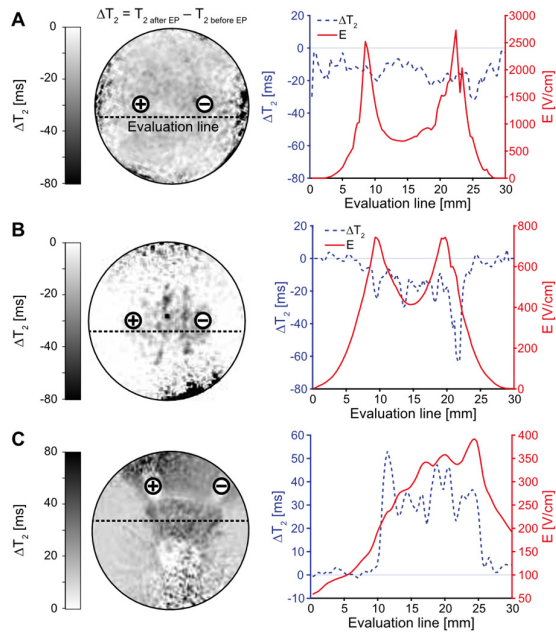 A
ΔT2 = T2 after EP – T2 before EP
ΔT2 [ms]
0
-20
-40
-60
-80
+ −
Evaluation line
ΔT2
E
ΔT2 [ms]
20
0
-20
-40
-60
-80
E [V/cm]
3000
2500
2000
1500
1000
500
0
0 5 10 15 20 25 30
Evaluation line [mm]
B
ΔT2 [ms]
0
-20
-40
-60
-80
+ −
ΔT2
E
ΔT2 [ms]
20
0
-20
-40
-60
-80
E [V/cm]
800
600
400
200
0
0 5 10 15 20 25 30
Evaluation line [mm]
C
ΔT2 [ms]
80
60
40
20
0
+ −
ΔT2
E
ΔT2 [ms]
60
50
40
30
20
10
0
-10
E [V/cm]
400
350
300
250
200
150
100
50
0 5 10 15 20 25 30
Evaluation line [mm]